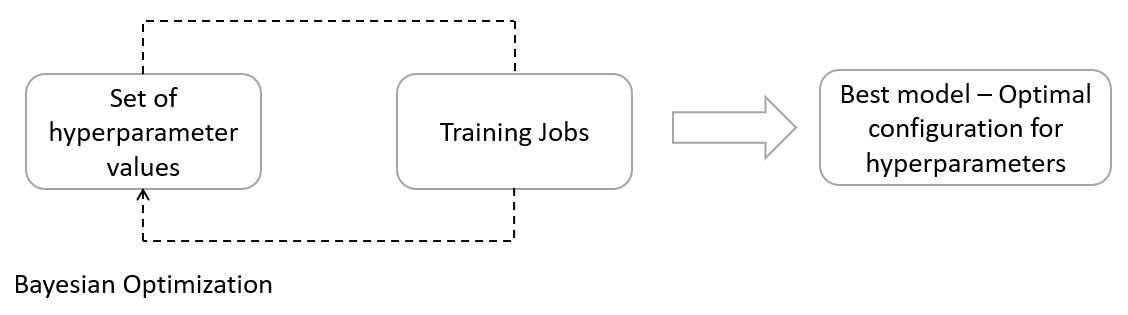 Set of
hyperparameter
values
Training Jobs
Best model – Optimal
configuration for
hyperparameters
Bayesian Optimization